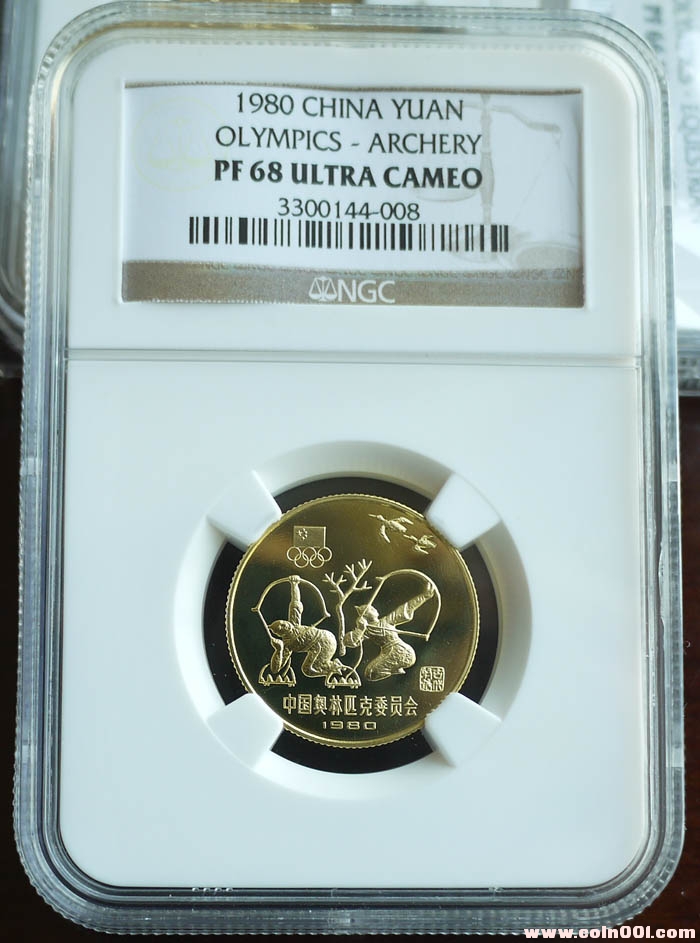 1980 CHINA YUAN
OLYMPICS - ARCHERY
PF 68 ULTRA CAMEO
3300144-008
NGC
中国奥林匹克委员会
1980
www.coin001.com